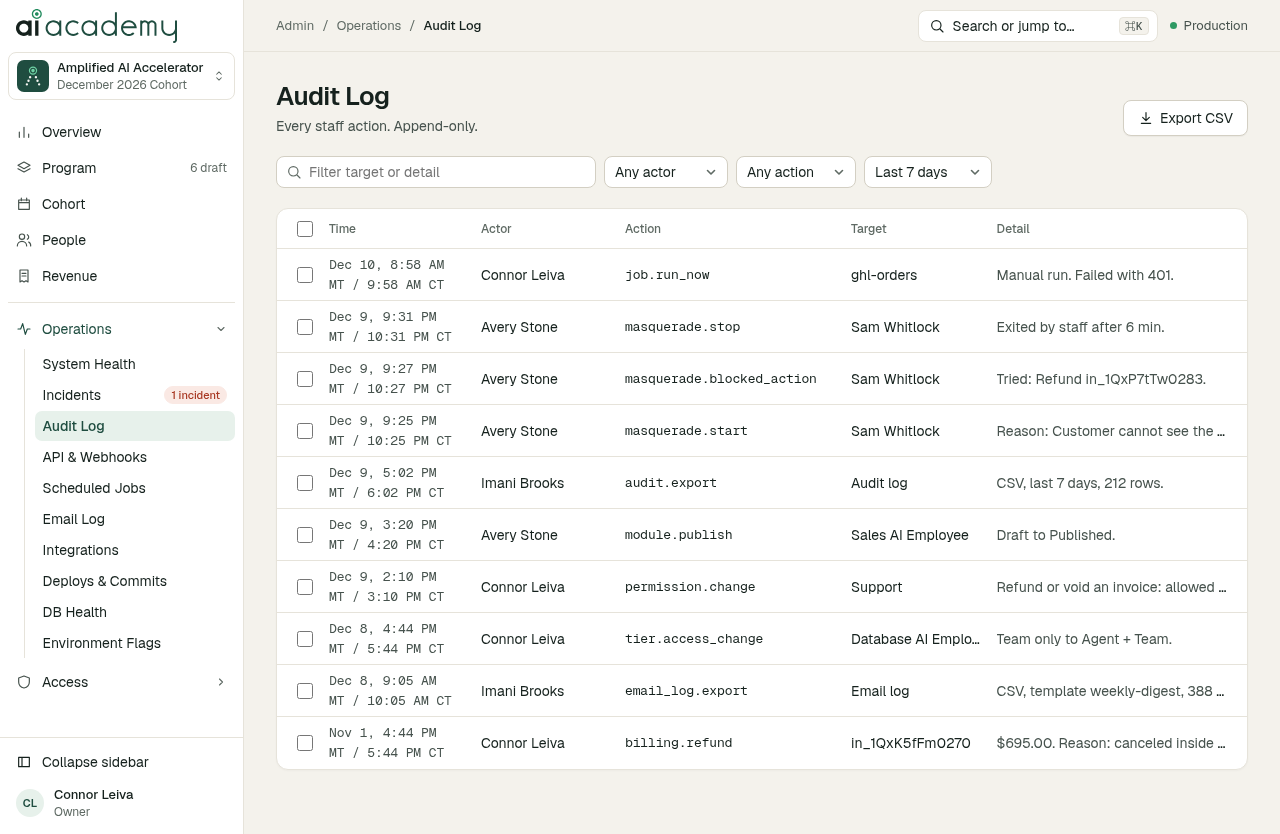 ai academy
Amplified AI Accelerator
December 2026 Cohort
Overview
Program 6 draft
Cohort
People
Revenue
Operations
System Health
Incidents 1 incident
Audit Log
API & Webhooks
Scheduled Jobs
Email Log
Integrations
Deploys & Commits
DB Health
Environment Flags
Access
Collapse sidebar
CL
Connor Leiva
Owner
Admin / Operations / Audit Log
Search or jump to… ⌘K
Production
Audit Log
Every staff action. Append-only.
Export CSV
Filter target or detail
Any actor
Any action
Last 7 days
Time Actor Action Target Detail
Dec 10, 8:58 AM
MT / 9:58 AM CT
Connor Leiva job.run_now ghl-orders Manual run. Failed with 401.
Dec 9, 9:31 PM
MT / 10:31 PM CT
Avery Stone masquerade.stop Sam Whitlock Exited by staff after 6 min.
Dec 9, 9:27 PM
MT / 10:27 PM CT
Avery Stone masquerade.blocked_action Sam Whitlock Tried: Refund in_1QxP7tTw0283.
Dec 9, 9:25 PM
MT / 10:25 PM CT
Avery Stone masquerade.start Sam Whitlock Reason: Customer cannot see the …
Dec 9, 5:02 PM
MT / 6:02 PM CT
Imani Brooks audit.export Audit log CSV, last 7 days, 212 rows.
Dec 9, 3:20 PM
MT / 4:20 PM CT
Avery Stone module.publish Sales AI Employee Draft to Published.
Dec 9, 2:10 PM
MT / 3:10 PM CT
Connor Leiva permission.change Support Refund or void an invoice: allowed …
Dec 8, 4:44 PM
MT / 5:44 PM CT
Connor Leiva tier.access_change Database AI Emplo… Team only to Agent + Team.
Dec 8, 9:05 AM
MT / 10:05 AM CT
Imani Brooks email_log.export Email log CSV, template weekly-digest, 388 …
Nov 1, 4:44 PM
MT / 5:44 PM CT
Connor Leiva billing.refund in_1QxK5fFm0270 $695.00. Reason: canceled inside …